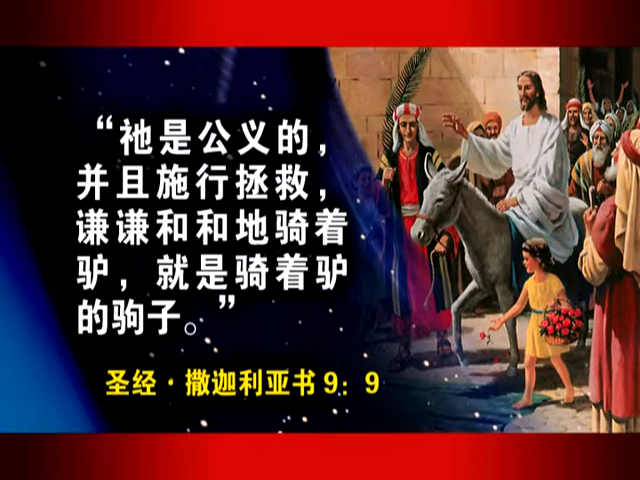 “祂是公义的，
并且施行拯救，
谦谦和和地骑着
驴，就是骑着驴
的驹子。”
圣经·撒迦利亚书9：9